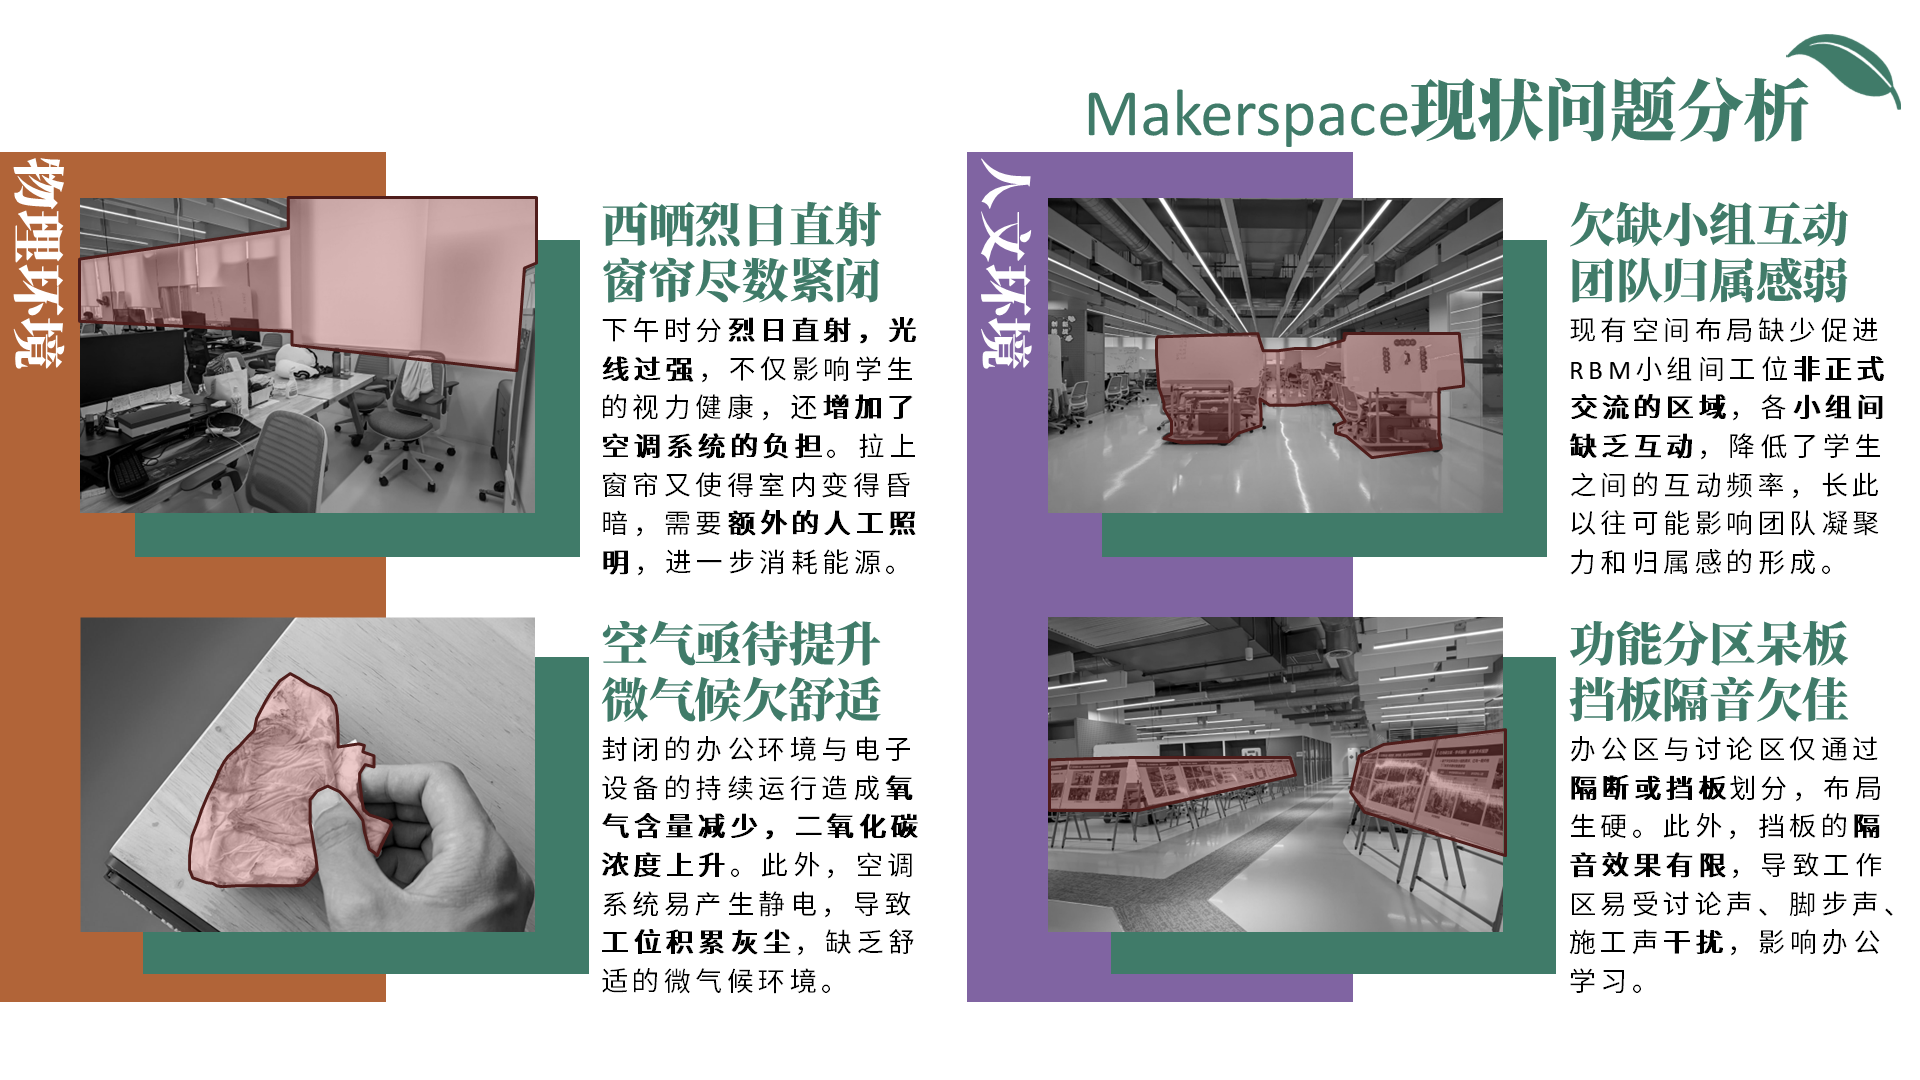 Makerspace现状问题分析
物理环境
西晒烈日直射
窗帘尽数紧闭
下午时分烈日直射，光
线过强，不仅影响学生
的视力健康，还增加了
空调系统的负担。拉上
窗帘又使得室内变得昏
暗，需要额外的人工照
明，进一步消耗能源。
空气亟待提升
微气候欠舒适
封闭的办公环境与电子
设备的持续运行造成氧
气含量减少，二氧化碳
浓度上升。此外，空调
系统易产生静电，导致
工位积累灰尘，缺乏舒
适的微气候环境。
人文环境
欠缺小组互动
团队归属感弱
现有空间布局缺少促进
RBM小组间工位非正式
交流的区域，各小组间
缺乏互动，降低了学生
之间的互动频率，长此
以往可能影响团队凝聚
力和归属感的形成。
功能分区呆板
挡板隔音欠佳
办公区与讨论区仅通过
隔断或挡板划分，布局
生硬。此外，挡板的隔
音效果有限，导致工作
区易受讨论声、脚步声、
施工声干扰，影响办公
学习。